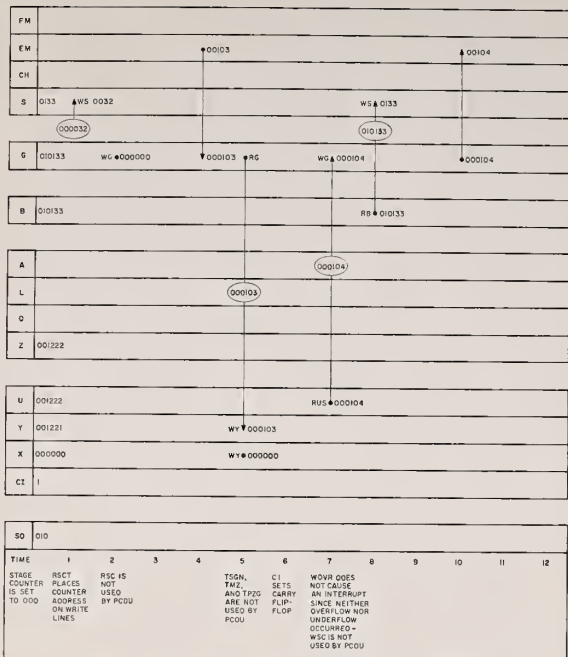 FM
EM 00103 00104
CH
S 0133 WS 0032 WS 0133
000032 010133
G 010133 WG 000000 000103 RG WG 000104 000104
B 010133 RB 010133
A 000104
L 000103
Q
Z 001222
U 001222 RUS 000104
Y 001221 WY 000103
X 000000 WY 000000
CI 1
SO 010
TIME 1 2 3 4 5 6 7 8 9 10 11 12
STAGE COUNTER IS SET TO 000
RSCT PLACES COUNTER ADDRESS ON WRITE LINES
RSC IS NOT USED BY PCDU
TSGN, TMZ, AND TPZG ARE NOT USED BY PCDU
CI SETS CARRY FLIP-FLOP
WOVR DOES NOT CAUSE AN INTERRUPT SINCE NEITHER OVERFLOW NOR UNDERFLOW OCCURRED – WSC IS NOT USED BY PCDU